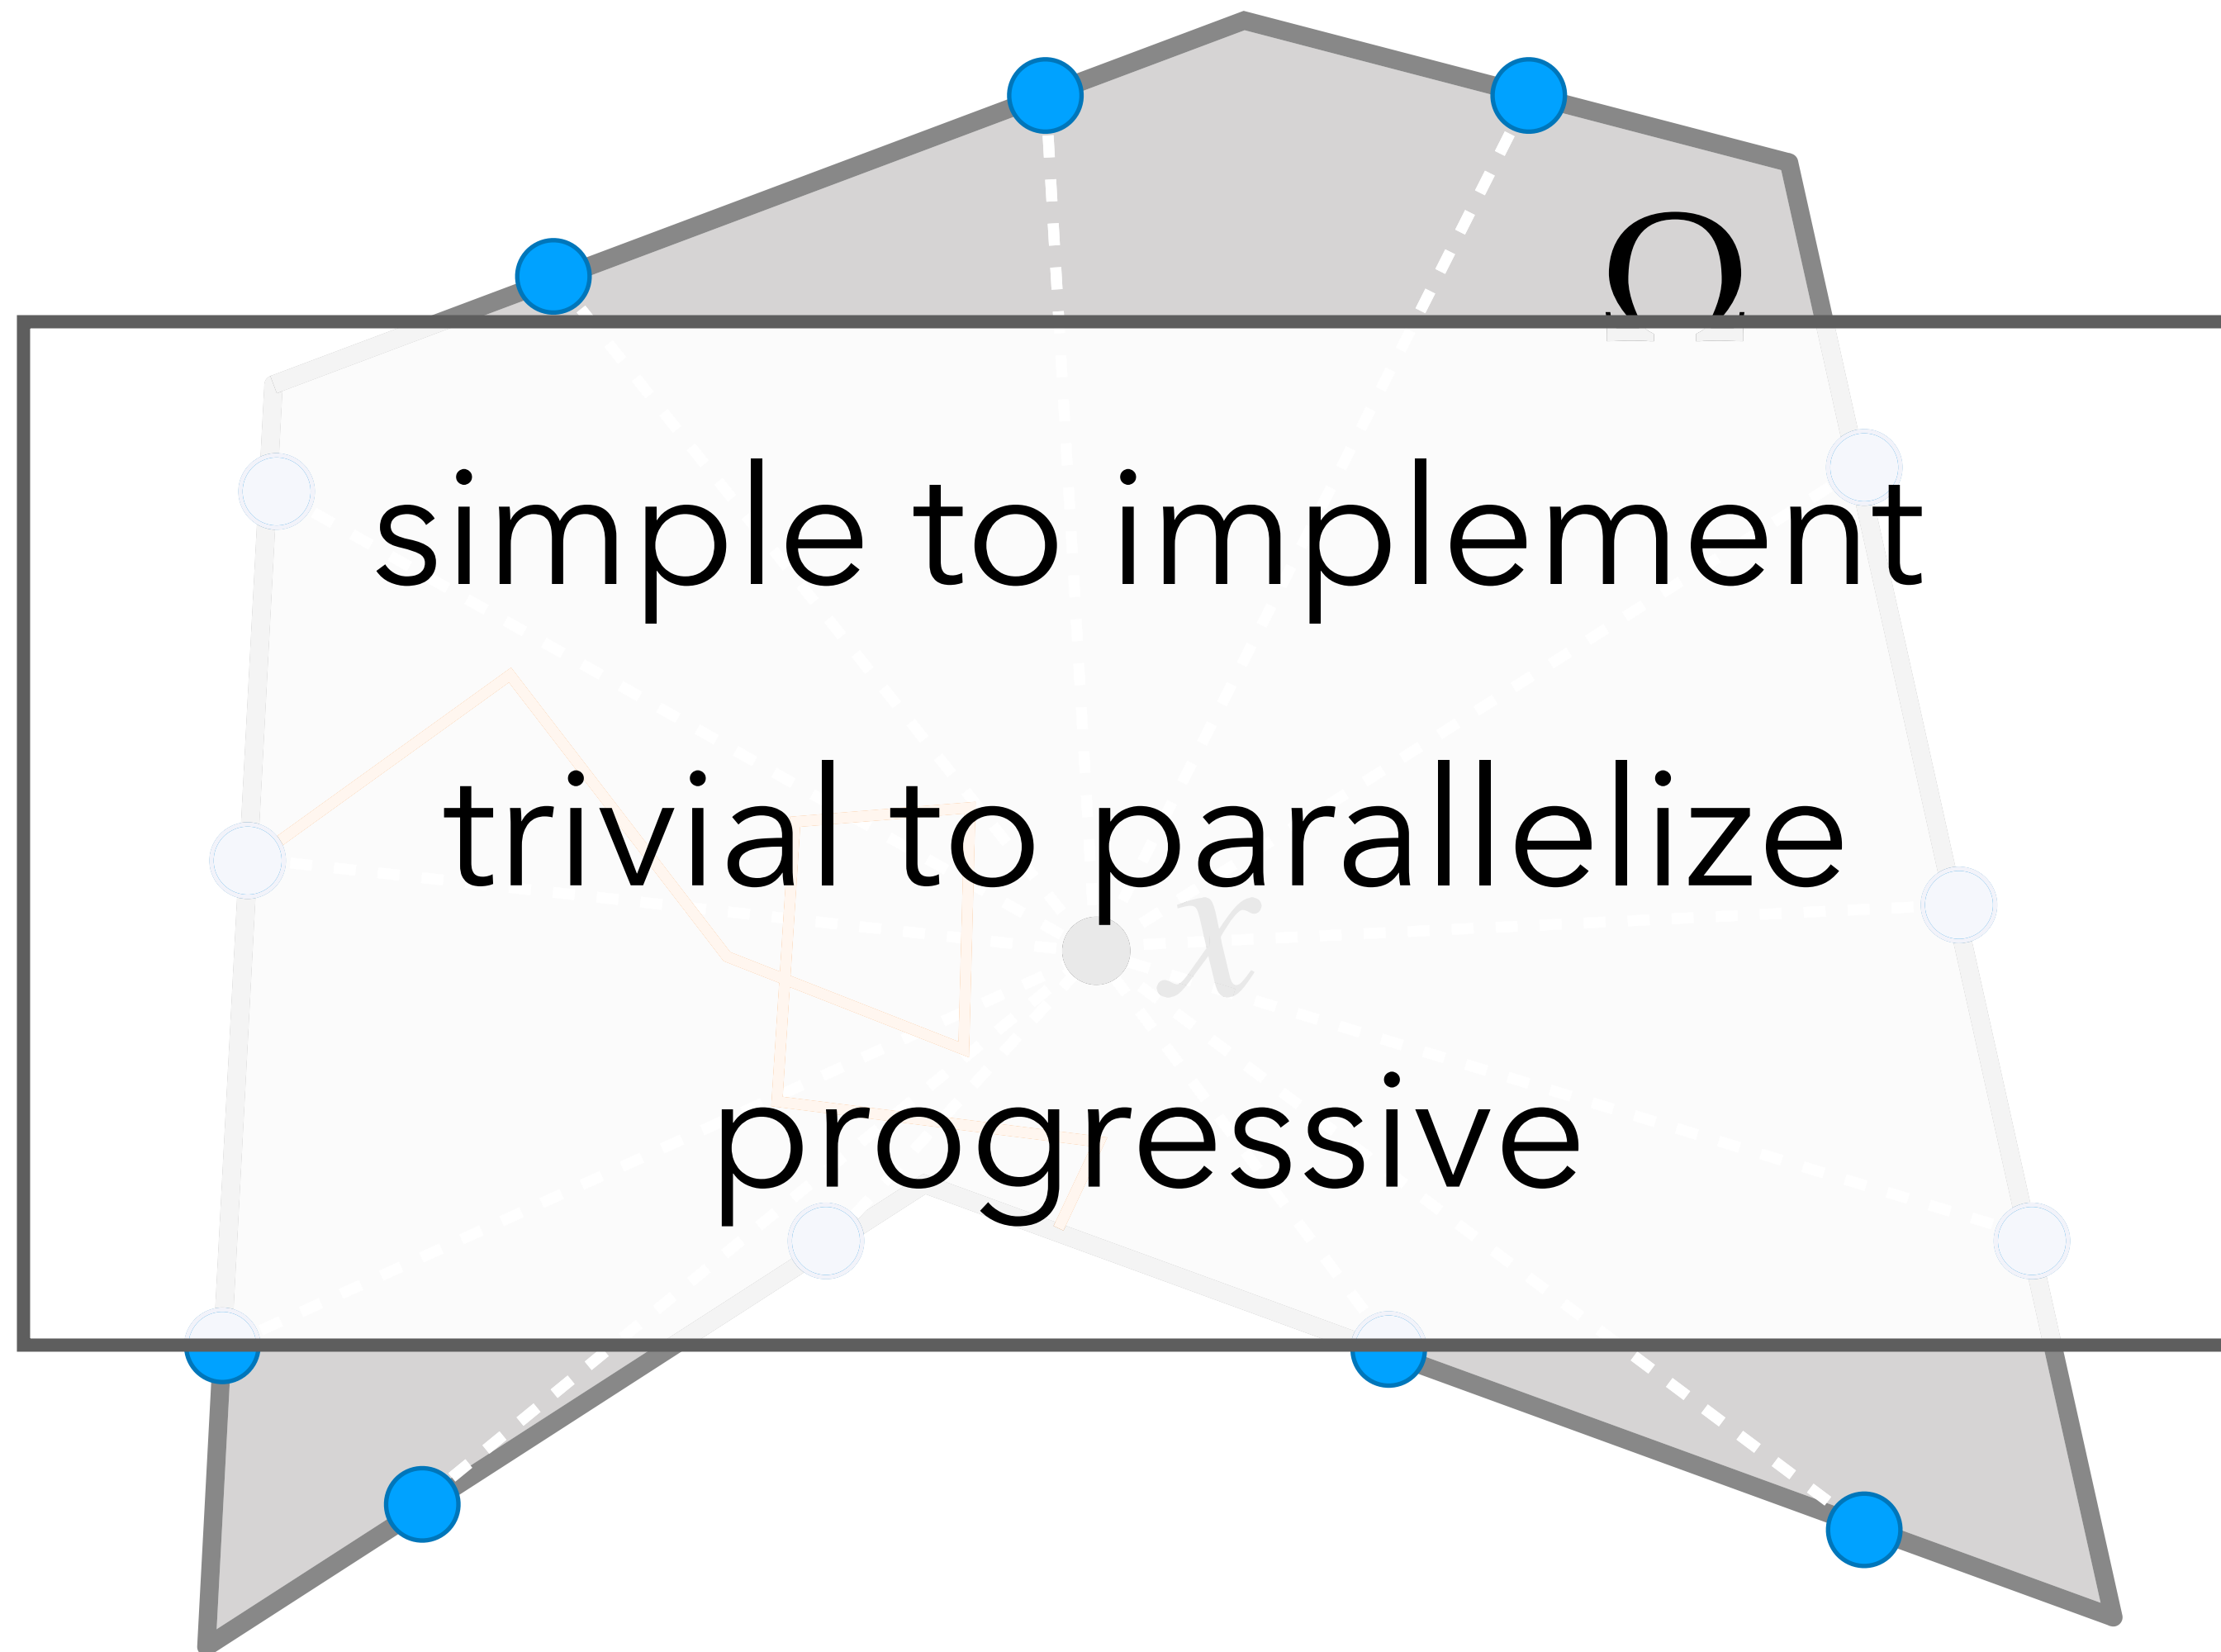 Ω
simple to implement
trivial to parallelize
x
progressive